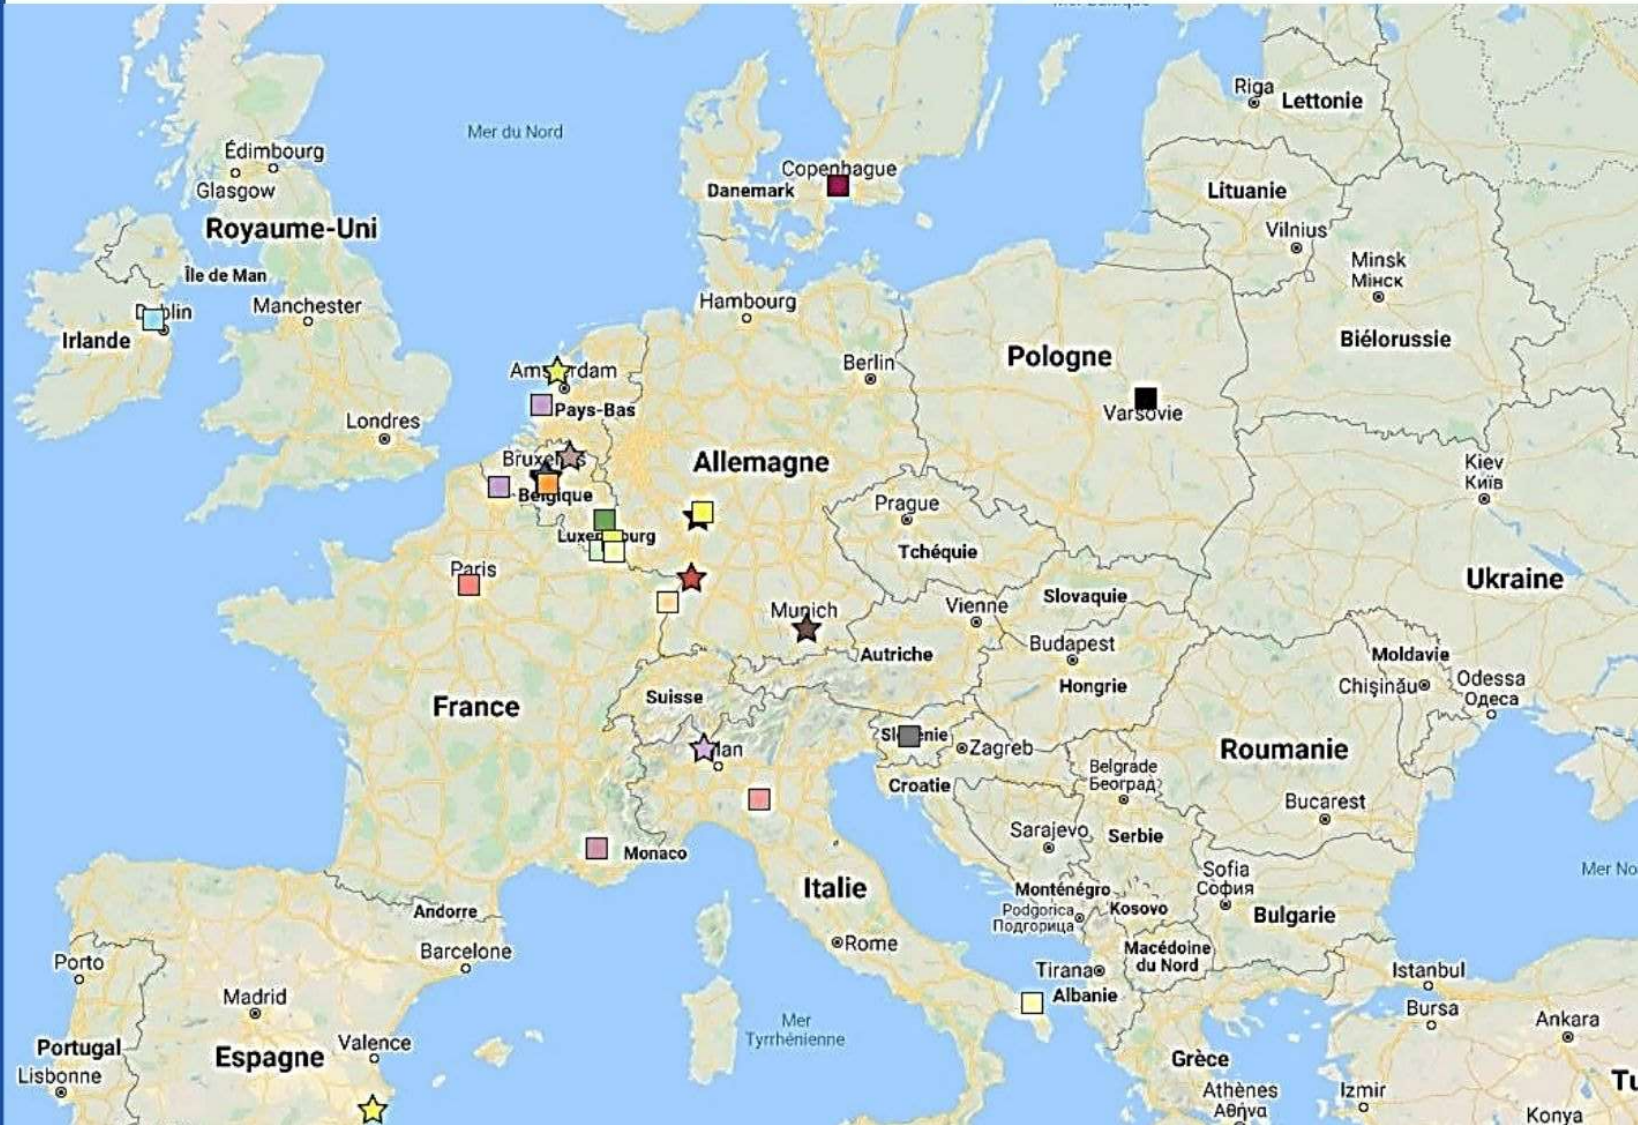 Riga
Lettonie
Mer du Nord
Édimbourg
Glasgow
Copenhague
Danemark
Lituanie
Royaume-Uni
Vilnius
Île de Man
Minsk
Мінск
Manchester
Hambourg
Irlande
Biélorussie
Pologne
Berlin
Pays-Bas
Varsovie
Londres
Allemagne
Kiev
Київ
Belgique
Prague
Tchéquie
Paris
Ukraine
Slovaquie
Munich
Vienne
Budapest
Autriche
Moldavie
Hongrie
Chişinău
Odessa
Одеса
Suisse
France
Zagreb
Roumanie
Belgrade
Београд
Croatie
Bucarest
Sarajevo
Serbie
Monaco
Sofia
София
Mer No
Italie
Monténégro
Kosovo
Andorre
Podgorica
Подгорица
Bulgarie
Rome
Barcelone
Macédoine
du Nord
Porto
Tirana
Istanbul
Albanie
Madrid
Bursa
Ankara
Mer
Tyrrhénienne
Valence
Portugal
Espagne
Grèce
Lisbonne
Athènes
Αθήνα
Izmir
Tu
Konya